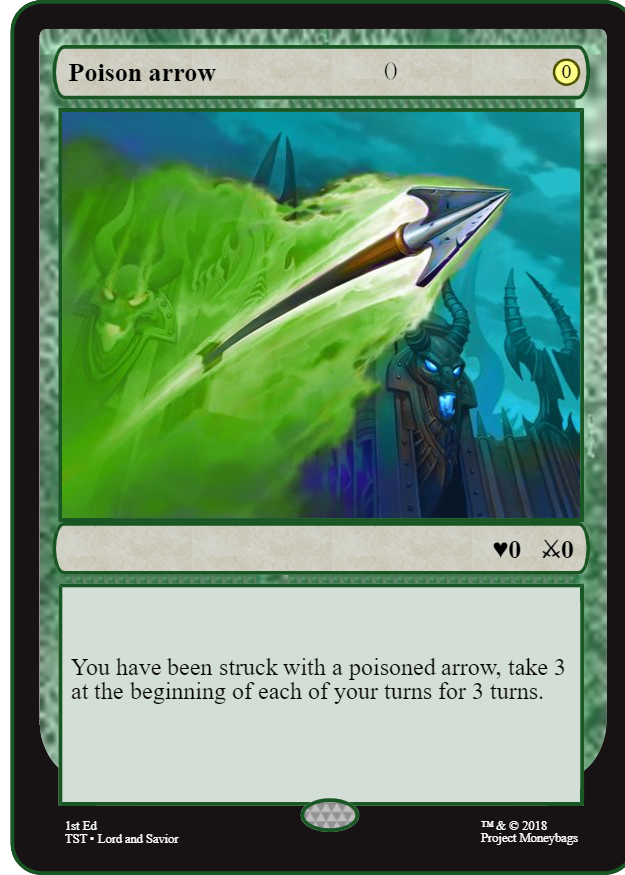 Poison arrow () 0
♥0 ⚔0
You have been struck with a poisoned arrow, take 3
at the beginning of each of your turns for 3 turns.
1st Ed
TST • Lord and Savior
™ & © 2018
Project Moneybags